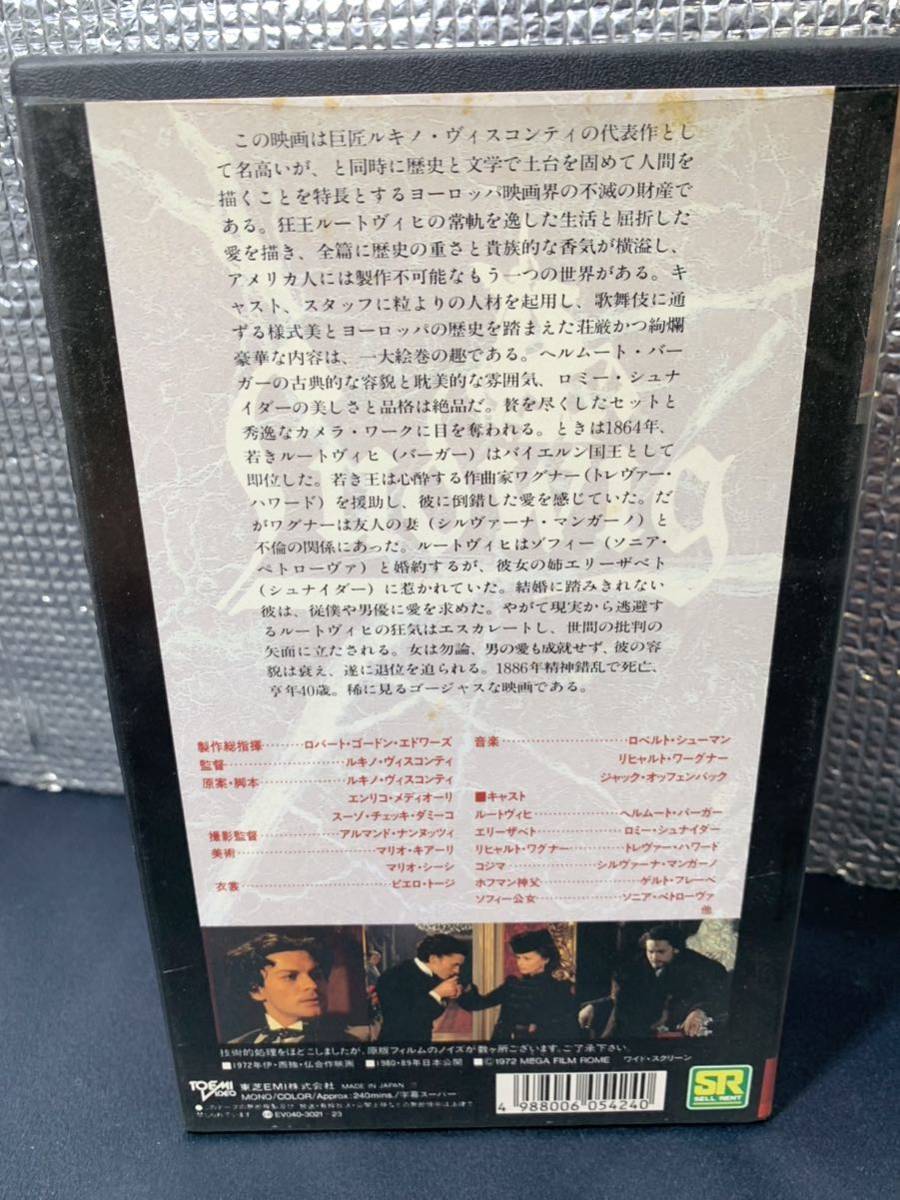 この映画は巨匠ルキノ・ヴィスコンティの代表作とし
て名高いが、と同時に歴史と文学で土台を固めて人間を
描くことを特長とするヨーロッパ映画界の不滅の財産で
ある。狂王ルートヴィヒの常軌を逸した生活と屈折した
愛を描き、全篇に歴史の重さと貴族的な香気が横溢し、
アメリカ人には製作不可能なもう一つの世界がある。キ
ャスト、スタッフに粒よりの人材を起用し、歌舞伎に通
ずる様式美とヨーロッパの歴史を踏まえた荘厳かつ絢爛
豪華な内容は、一大絵巻の趣である。ヘルムート・バー
ガーの古典的な容貌と耽美的な雰囲気、ロミー・シュナ
イダーの美しさと品格は絶品だ。贅を尽くしたセットと
秀逸なカメラ・ワークに目を奪われる。ときは1864年、
若きルートヴィヒ(バーガー)はバイエルン国王として
即位した。若き王は心酔する作曲家ワグナー(トレヴァー・
ハワード)を援助し、彼に倒錯した愛を感じていた。だ
がワグナーは友人の妻(シルヴァーナ・マンガーノ)と
不倫の関係にあった。ルートヴィヒはゾフィー(ソニア・
ペトローヴァ)と婚約するが、彼女の姉エリーザベト
(シュナイダー)に惹かれていた。結婚に踏みきれない
彼は、従僕や男優に愛を求めた。やがて現実から逃避す
るルートヴィヒの狂気はエスカレートし、世間の批判の
矢面に立たされる。女は勿論、男の愛も成就せず、彼の容
貌は衰え、遂に退位を迫られる。1886年精神錯乱で死亡、
享年40歳。稀に見るゴージャスな映画である。
製作総指揮……ロバート・ゴードン・エドワーズ
監督……ルキノ・ヴィスコンティ
原案・脚本……ルキノ・ヴィスコンティ
エンリコ・メディオーリ
スーゾ・チェッキ・ダミーコ
撮影監督……アルマンド・ナンヌッツィ
美術……マリオ・キアーリ
マリオ・シーシ
衣裳……ピエロ・トージ
音楽……ロベルト・シューマン
リヒャルト・ワーグナー
ジャック・オッフェンバック
■キャスト
ルートヴィヒ……ヘルムート・バーガー
エリーザベト……ロミー・シュナイダー
リヒャルト・ワグナー……トレヴァー・ハワード
コジマ……シルヴァーナ・マンガーノ
ホフマン神父……ゲルト・フレーベ
ソフィー公女……ソニア・ペトローヴァ
他
技術的処理をほどこしましたが、原版フィルムのノイズが数ヶ所ございます。ご了承下さい。
■1972年伊・西独・仏合作映画 ■1980・89年日本公開 ■©1972 MEGA FILM ROME ワイド・スクリーン
TOEMI VIDEO 東芝EMI株式会社 MADE IN JAPAN
MONO/COLOR/Approx.240mins./字幕スーパー
EV040-3021・23
4 988006 054240
SR
SELL RENT